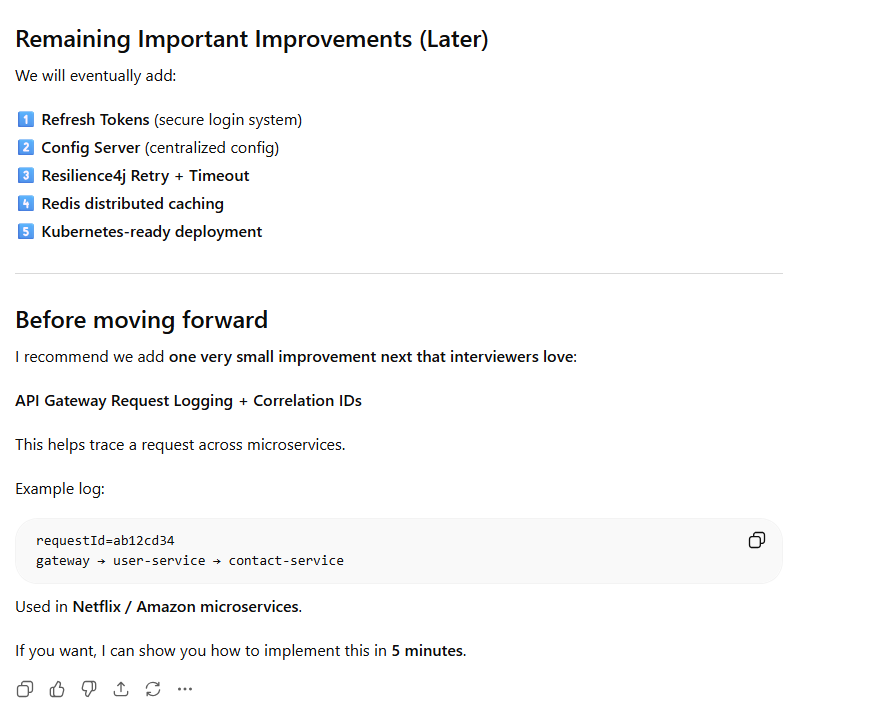 Remaining Important Improvements (Later)
We will eventually add:
1 Refresh Tokens (secure login system)
2 Config Server (centralized config)
3 Resilience4j Retry + Timeout
4 Redis distributed caching
5 Kubernetes-ready deployment
Before moving forward
I recommend we add one very small improvement next that interviewers love:
API Gateway Request Logging + Correlation IDs
This helps trace a request across microservices.
Example log:
requestId=ab12cd34
gateway → user-service → contact-service
Used in Netflix / Amazon microservices.
If you want, I can show you how to implement this in 5 minutes.